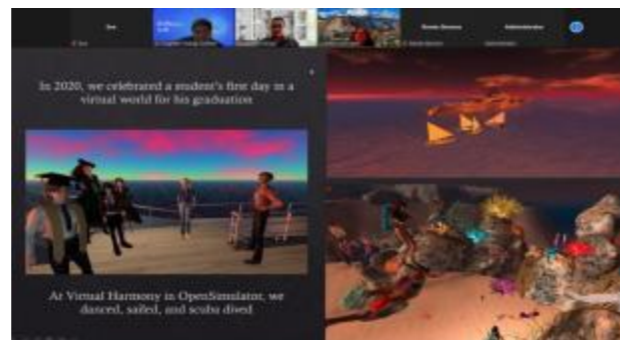 In 2020, we celebrated a student's first day in a
virtual world for his graduation
At Virtual Harmony in OpenSimulator, we
danced, sailed, and scuba dived